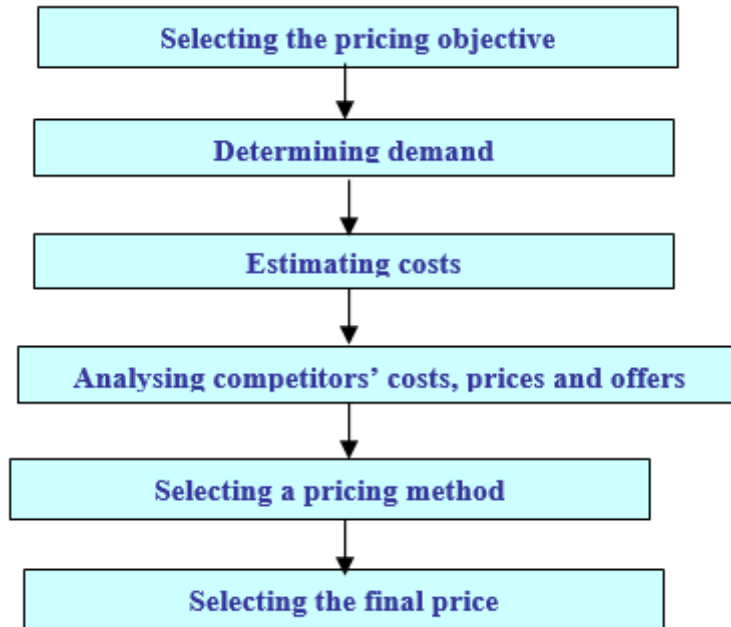 Selecting the pricing objective
Determining demand
Estimating costs
Analysing competitors’ costs, prices and offers
Selecting a pricing method
Selecting the final price